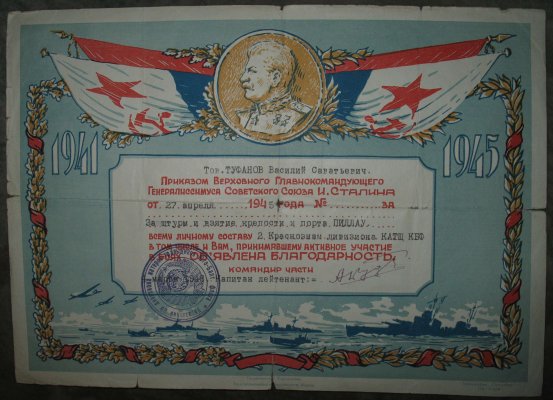 1941
1945
Тов. ТУФАНОВ Василий Саватьевич.
Приказом Верховного Главнокомандующего
Генералиссимуса Советского Союза И. Сталина
от 27 апреля 1945 года № за
За штурм и взятие крепости и порта ПИЛЛАУ
всему личному составу 2 Краснозн. дивизиона КАТЩ КБФ
в том числе и Вам, принимавшему активное участие
в боях, ОБЪЯВЛЕНА БЛАГОДАРНОСТЬ.
Командир части
Капитан лейтенант:=